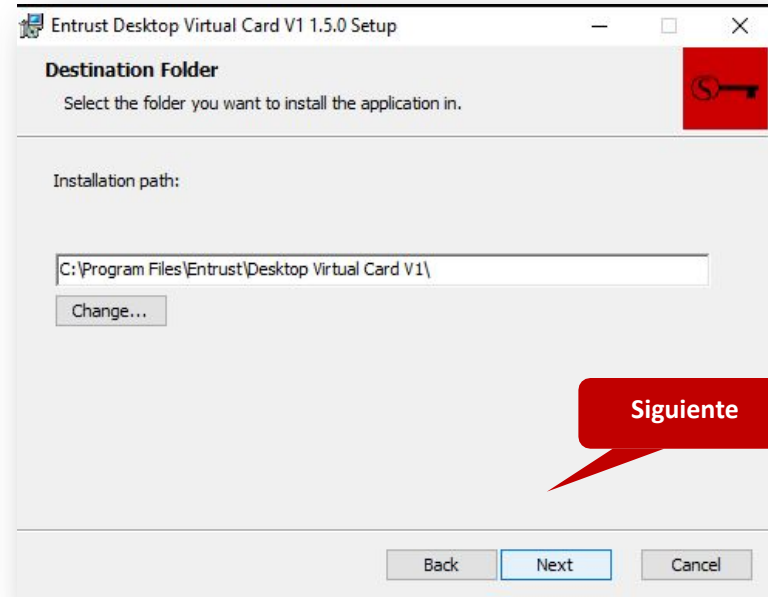 Entrust Desktop Virtual Card V1 1.5.0 Setup
Destination Folder
Select the folder you want to install the application in.
Installation path:
C:\Program Files\Entrust\Desktop Virtual Card V1\
Change...
Siguiente
Back Next Cancel